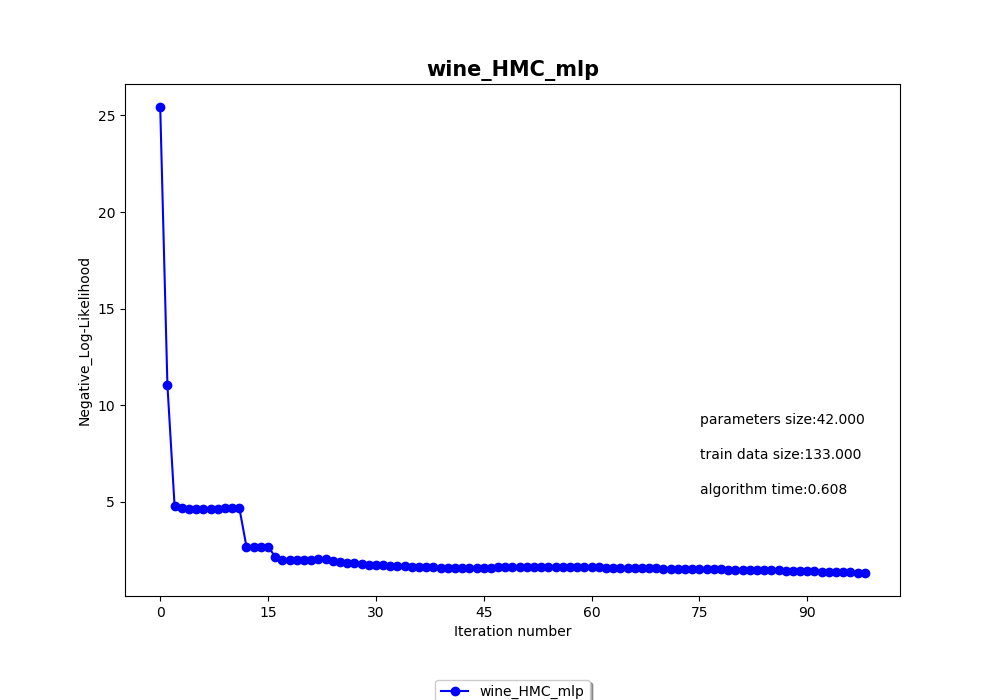 wine_HMC_mlp
25
20
15
10
5
Negative_Log-Likelihood
parameters size:42.000
train data size:133.000
algorithm time:0.608
0 15 30 45 60 75 90
Iteration number
wine_HMC_mlp